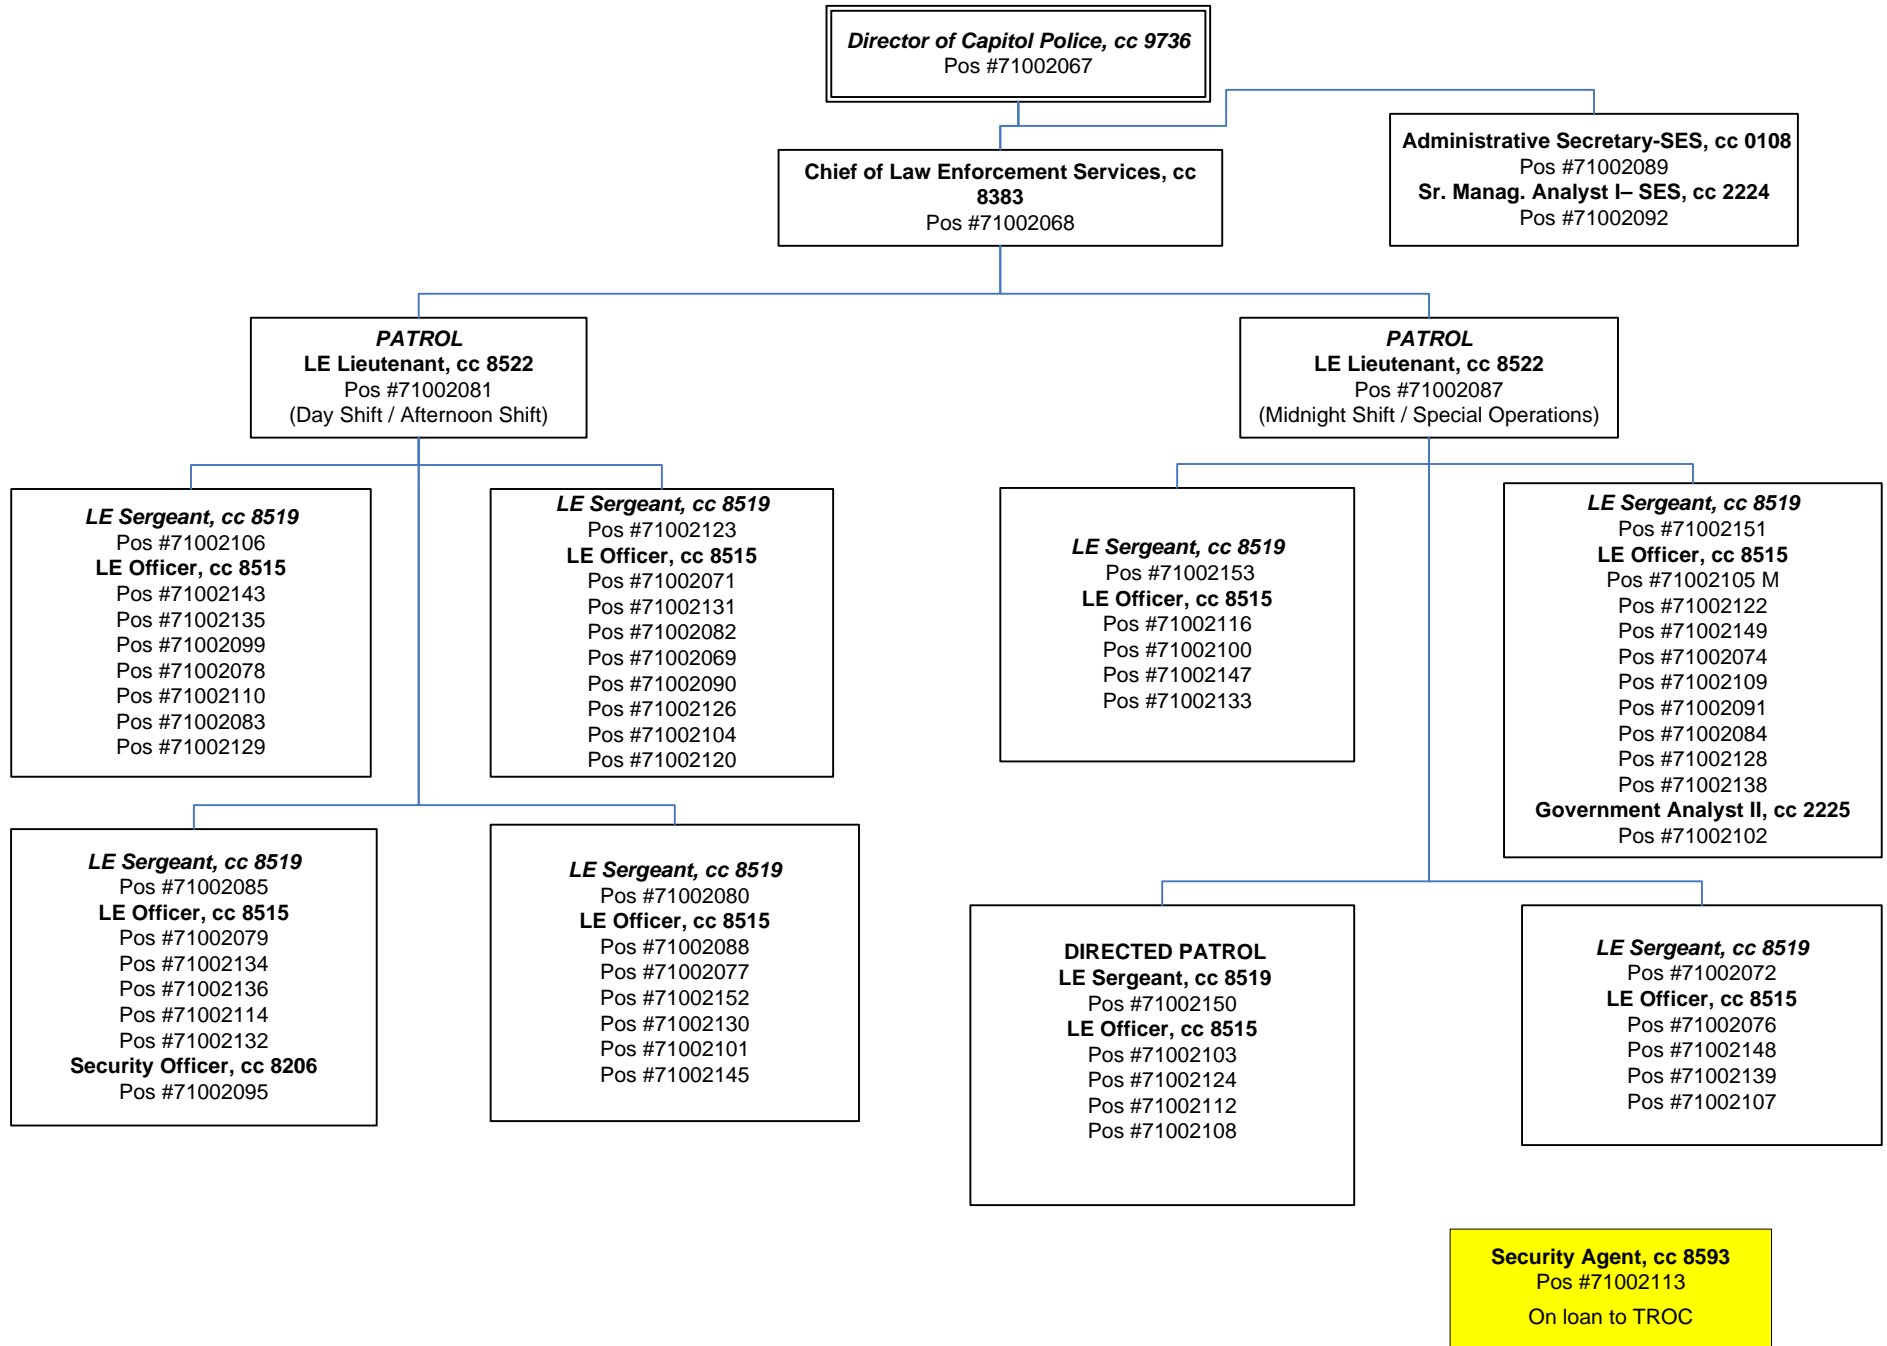 Director of Capitol Police, cc 9736
Pos #71002067
Administrative Secretary-SES, cc 0108
Pos #71002089
Sr. Manag. Analyst I– SES, cc 2224
Pos #71002092
Chief of Law Enforcement Services, cc
8383
Pos #71002068
PATROL
LE Lieutenant, cc 8522
Pos #71002081
(Day Shift / Afternoon Shift)
PATROL
LE Lieutenant, cc 8522
Pos #71002087
(Midnight Shift / Special Operations)
LE Sergeant, cc 8519
Pos #71002106
LE Officer, cc 8515
Pos #71002143
Pos #71002135
Pos #71002099
Pos #71002078
Pos #71002110
Pos #71002083
Pos #71002129
LE Sergeant, cc 8519
Pos #71002123
LE Officer, cc 8515
Pos #71002071
Pos #71002131
Pos #71002082
Pos #71002069
Pos #71002090
Pos #71002126
Pos #71002104
Pos #71002120
LE Sergeant, cc 8519
Pos #71002153
LE Officer, cc 8515
Pos #71002116
Pos #71002100
Pos #71002147
Pos #71002133
LE Sergeant, cc 8519
Pos #71002151
LE Officer, cc 8515
Pos #71002105 M
Pos #71002122
Pos #71002149
Pos #71002074
Pos #71002109
Pos #71002091
Pos #71002084
Pos #71002128
Pos #71002138
Government Analyst II, cc 2225
Pos #71002102
LE Sergeant, cc 8519
Pos #71002085
LE Officer, cc 8515
Pos #71002079
Pos #71002134
Pos #71002136
Pos #71002114
Pos #71002132
Security Officer, cc 8206
Pos #71002095
LE Sergeant, cc 8519
Pos #71002080
LE Officer, cc 8515
Pos #71002088
Pos #71002077
Pos #71002152
Pos #71002130
Pos #71002101
Pos #71002145
DIRECTED PATROL
LE Sergeant, cc 8519
Pos #71002150
LE Officer, cc 8515
Pos #71002103
Pos #71002124
Pos #71002112
Pos #71002108
LE Sergeant, cc 8519
Pos #71002072
LE Officer, cc 8515
Pos #71002076
Pos #71002148
Pos #71002139
Pos #71002107
Security Agent, cc 8593
Pos #71002113
On loan to TROC